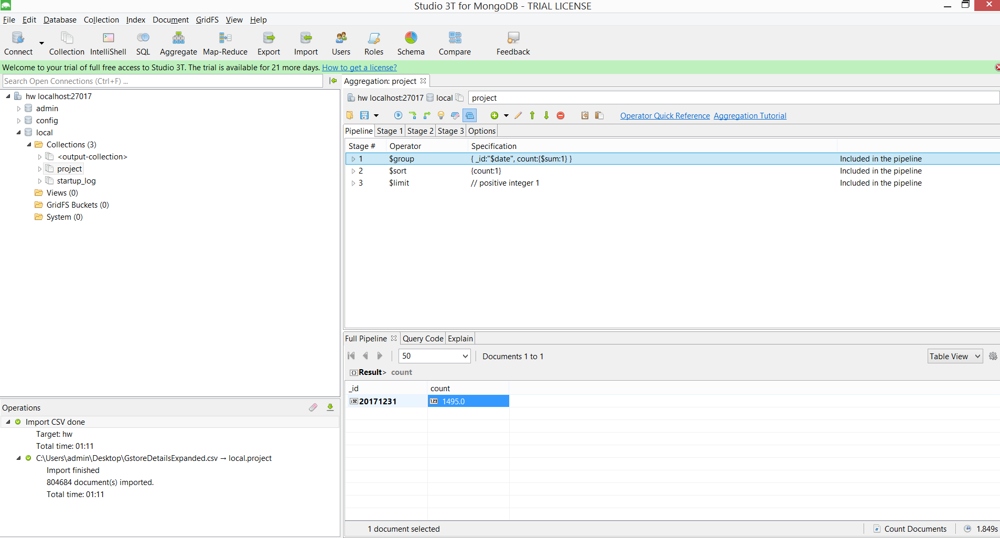 Studio 3T for MongoDB - TRIAL LICENSE
File Edit Database Collection Index Document GridFS View Help
Connect Collection IntelliShell SQL Aggregate Map-Reduce Export Import Users Roles Schema Compare Feedback
Welcome to your trial of full free access to Studio 3T. The trial is available for 21 more days. How to get a license?
Search Open Connections (Ctrl+F) ...
hw localhost:27017
admin
config
local
Collections (3)
<output-collection>
project
startup_log
Views (0)
GridFS Buckets (0)
System (0)
Operations
Import CSV done
Target: hw
Total time: 01:11
C:\Users\admin\Desktop\GstoreDetailsExpanded.csv → local.project
Import finished
804684 document(s) imported.
Total time: 01:11
Aggregation: project
hw localhost:27017 local project
Operator Quick Reference Aggregation Tutorial
Pipeline Stage 1 Stage 2 Stage 3 Options
Stage # Operator Specification
1 $group { _id:"$date", count:{$sum:1} } Included in the pipeline
2 $sort {count:1} Included in the pipeline
3 $limit // positive integer 1 Included in the pipeline
Full Pipeline Query Code Explain
50 Documents 1 to 1 Table View
Result> count
_id count
i32 20171231 1.23 1495.0
1 document selected Count Documents 1.849s